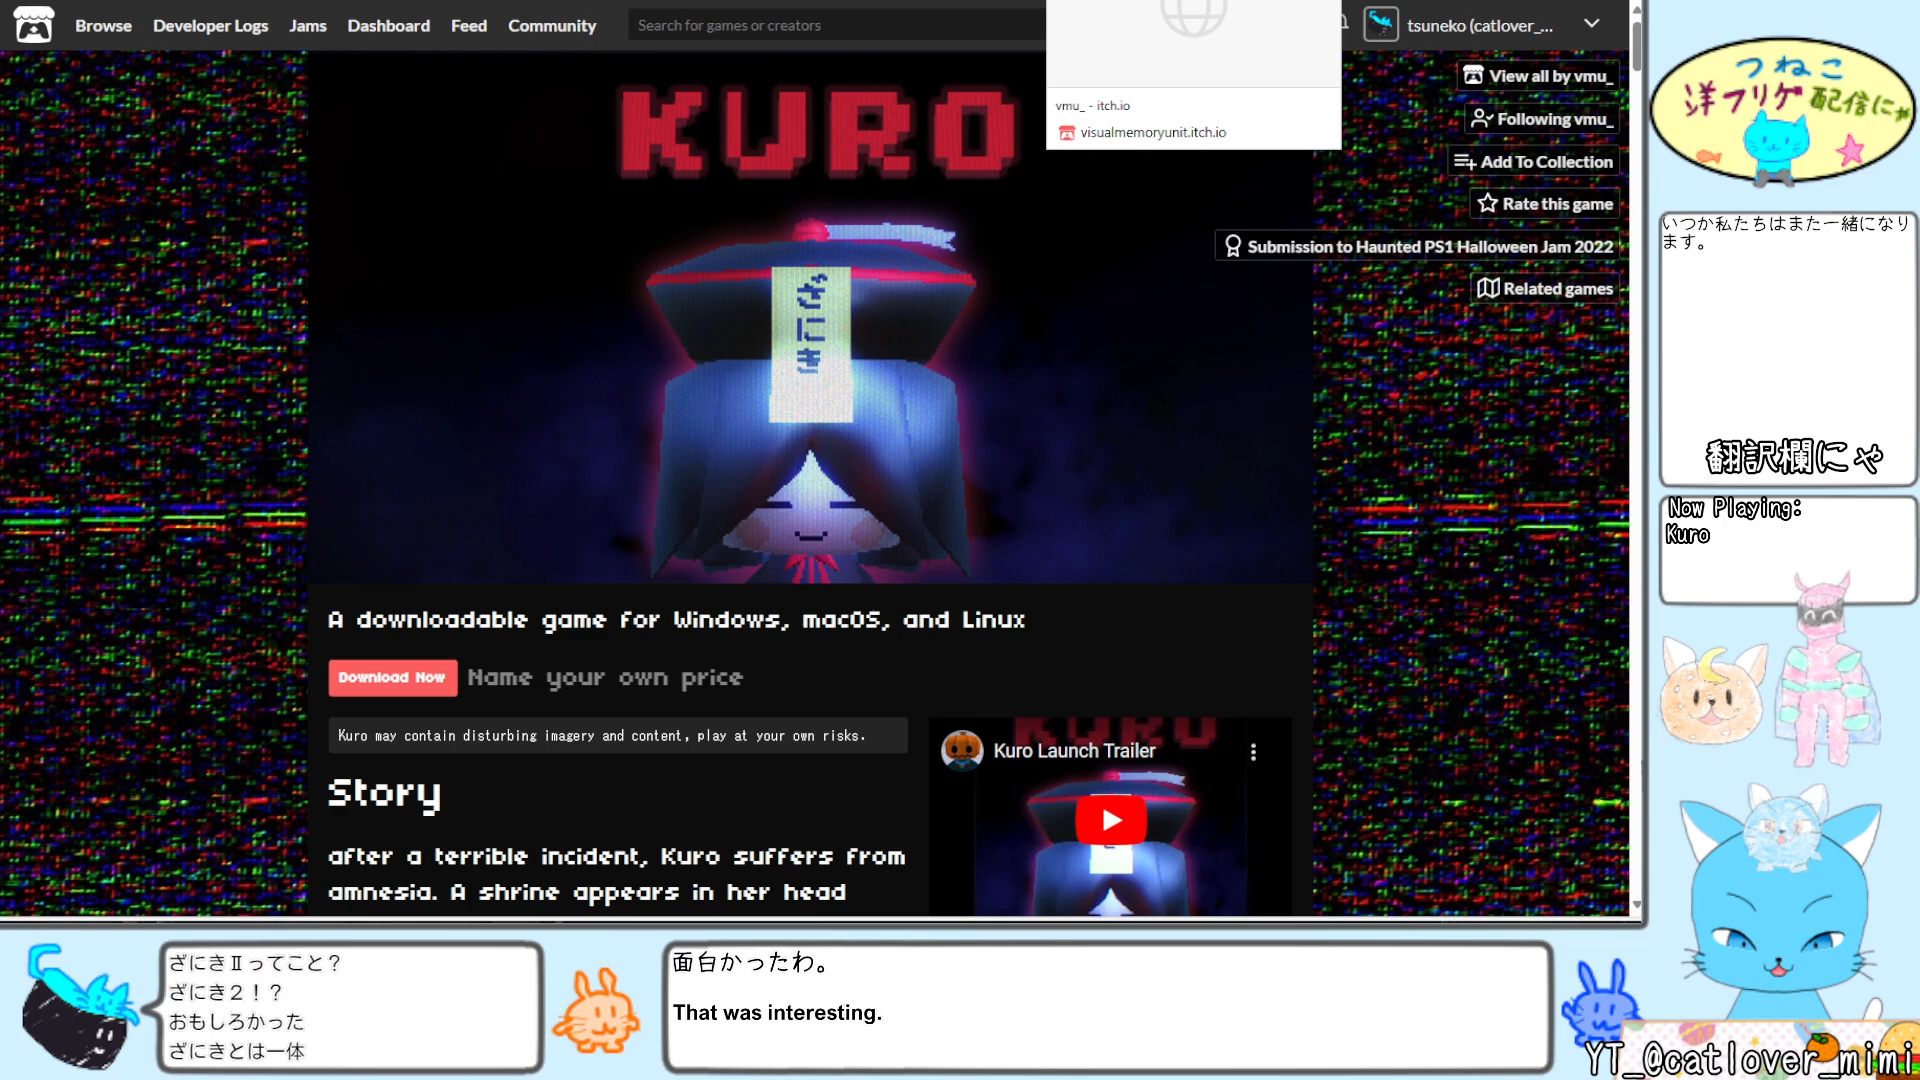 Browse Developer Logs Jams Dashboard Feed Community
Search for games or creators
tsuneko (catlover_...
vmu_ - itch.io
visualmemoryunit.itch.io
KURO
ざにき
View all by vmu_
Following vmu_
Add To Collection
Rate this game
Submission to Haunted PS1 Halloween Jam 2022
Related games
A downloadable game for Windows, macOS, and Linux
Download Now Name your own price
Kuro may contain disturbing imagery and content, play at your own risks.
Story
after a terrible incident, Kuro suffers from
amnesia. A shrine appears in her head
KURO
Kuro Launch Trailer
つねこ
洋フリゲ配信にゃ
いつか私たちはまた一緒になり
ます。
翻訳欄にゃ
Now Playing:
Kuro
ざにきⅡってこと？
ざにき２！？
おもしろかった
ざにきとは一体
面白かったわ。
That was interesting.
YT_@catlover_mimi